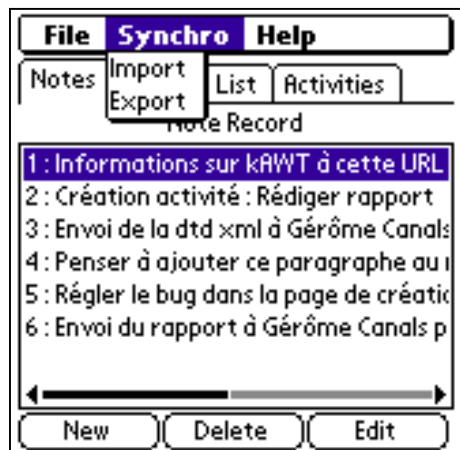 File Synchro Help
Import
Export
Notes List Activities
Note Record
1 : Informations sur kAWT à cette URL
2 : Création activité : Rédiger rapport
3 : Envoi de la dtd xml à Gérôme Canals
4 : Penser à ajouter ce paragraphe au
5 : Régler le bug dans la page de créatio
6 : Envoi du rapport à Gérôme Canals p
New Delete Edit